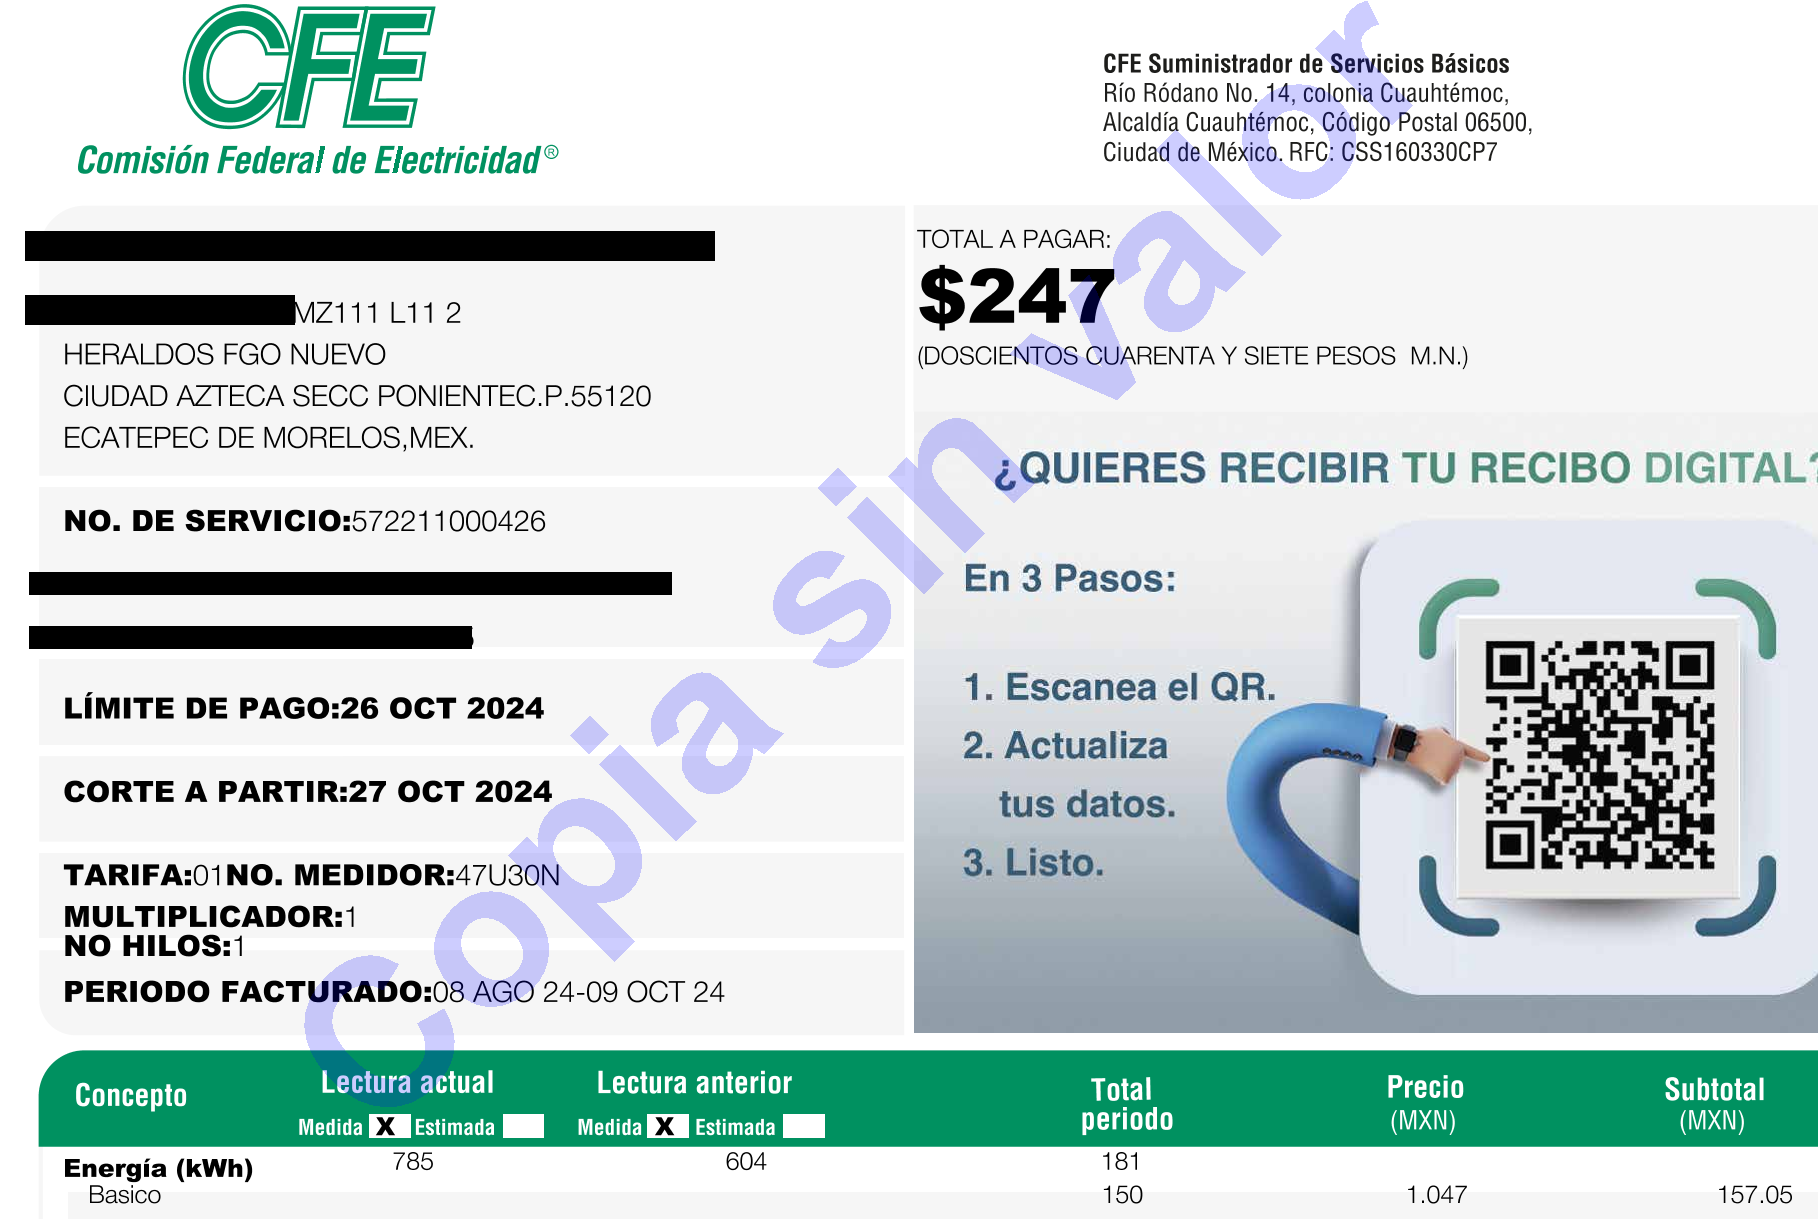 CFE
Comisión Federal de Electricidad®
CFE Suministrador de Servicios Básicos
Río Ródano No. 14, colonia Cuauhtémoc,
Alcaldía Cuauhtémoc, Código Postal 06500,
Ciudad de México. RFC: CSS160330CP7
MZ111 L11 2
HERALDOS FGO NUEVO
CIUDAD AZTECA SECC PONIENTEC.P.55120
ECATEPEC DE MORELOS,MEX.
NO. DE SERVICIO:572211000426
LÍMITE DE PAGO:26 OCT 2024
CORTE A PARTIR:27 OCT 2024
TARIFA:01NO. MEDIDOR:47U30N
MULTIPLICADOR:1
NO HILOS:1
PERIODO FACTURADO:08 AGO 24-09 OCT 24
TOTAL A PAGAR:
$247
(DOSCIENTOS CUARENTA Y SIETE PESOS M.N.)
¿QUIERES RECIBIR TU RECIBO DIGITAL?
En 3 Pasos:
1. Escanea el QR.
2. Actualiza
tus datos.
3. Listo.
Copia sin valor
Concepto Lectura actual Lectura anterior Total periodo Precio (MXN) Subtotal (MXN)
Medida X Estimada Medida X Estimada
Energía (kWh) 785 604 181
Basico 150 1.047 157.05